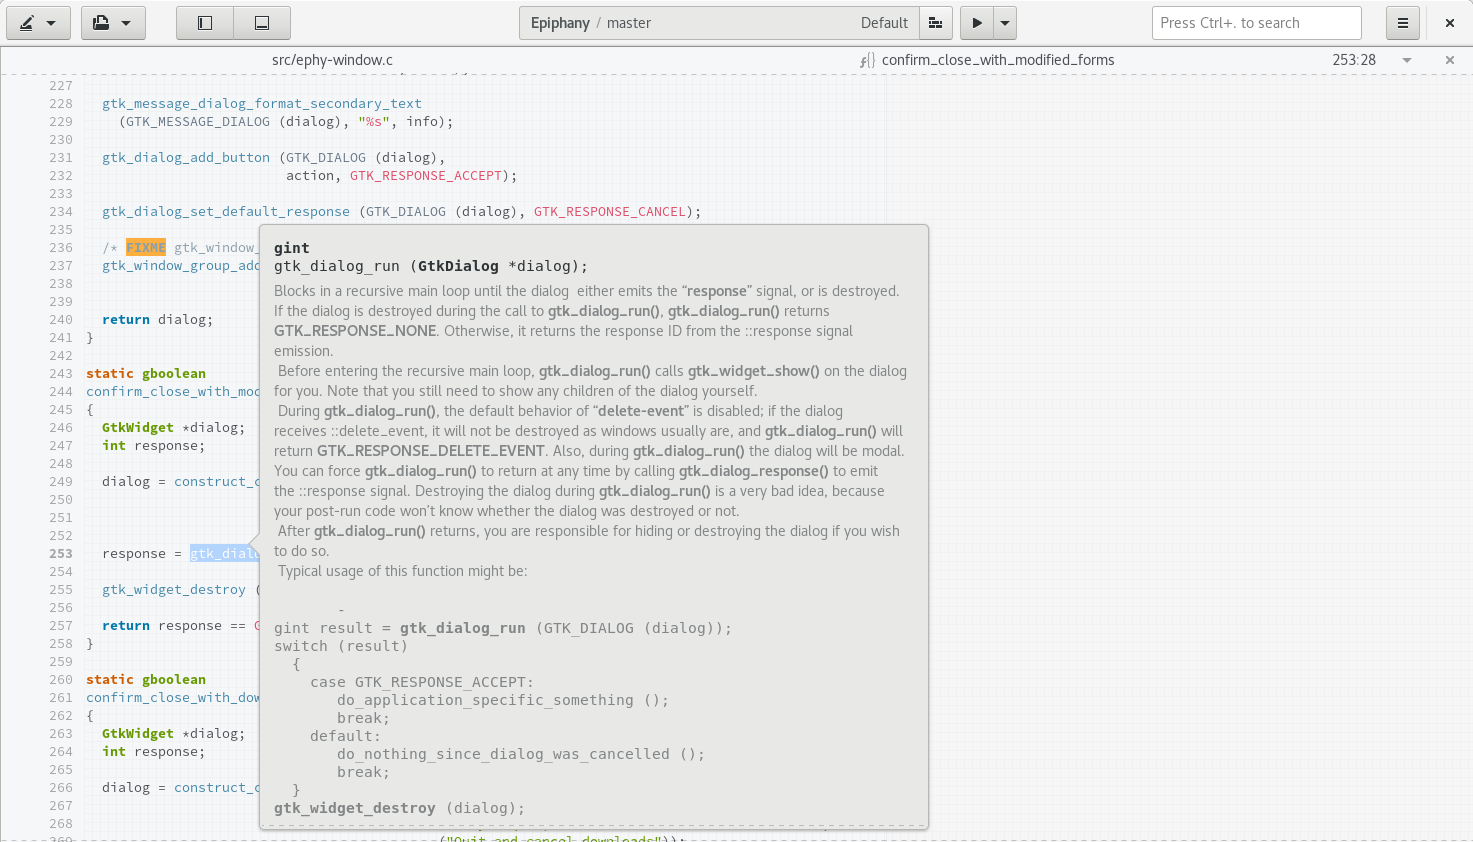 Epiphany / master
Default
Press Ctrl+. to search
src/ephy-window.c
confirm_close_with_modified_forms
253:28
227
228 gtk_message_dialog_format_secondary_text
229 (GTK_MESSAGE_DIALOG (dialog), "%s", info);
230
231 gtk_dialog_add_button (GTK_DIALOG (dialog),
232 action, GTK_RESPONSE_ACCEPT);
233
234 gtk_dialog_set_default_response (GTK_DIALOG (dialog), GTK_RESPONSE_CANCEL);
235
236 /* FIXME gtk_window_
237 gtk_window_group_add
238
239
240 return dialog;
241 }
242
243 static gboolean
244 confirm_close_with_mod
245 {
246 GtkWidget *dialog;
247 int response;
248
249 dialog = construct_c
250
251
252
253 response = gtk_dialo
254
255 gtk_widget_destroy (
256
257 return response == G
258 }
259
260 static gboolean
261 confirm_close_with_dow
262 {
263 GtkWidget *dialog;
264 int response;
265
266 dialog = construct_c
267
268
269 ("Quit and cancel downloads"));
gint
gtk_dialog_run (GtkDialog *dialog);
Blocks in a recursive main loop until the dialog either emits the “response” signal, or is destroyed.
If the dialog is destroyed during the call to gtk_dialog_run(), gtk_dialog_run() returns
GTK_RESPONSE_NONE. Otherwise, it returns the response ID from the ::response signal
emission.
Before entering the recursive main loop, gtk_dialog_run() calls gtk_widget_show() on the dialog
for you. Note that you still need to show any children of the dialog yourself.
During gtk_dialog_run(), the default behavior of “delete-event” is disabled; if the dialog
receives ::delete_event, it will not be destroyed as windows usually are, and gtk_dialog_run() will
return GTK_RESPONSE_DELETE_EVENT. Also, during gtk_dialog_run() the dialog will be modal.
You can force gtk_dialog_run() to return at any time by calling gtk_dialog_response() to emit
the ::response signal. Destroying the dialog during gtk_dialog_run() is a very bad idea, because
your post-run code won’t know whether the dialog was destroyed or not.
After gtk_dialog_run() returns, you are responsible for hiding or destroying the dialog if you wish
to do so.
Typical usage of this function might be:
-
gint result = gtk_dialog_run (GTK_DIALOG (dialog));
switch (result)
{
case GTK_RESPONSE_ACCEPT:
do_application_specific_something ();
break;
default:
do_nothing_since_dialog_was_cancelled ();
break;
}
gtk_widget_destroy (dialog);